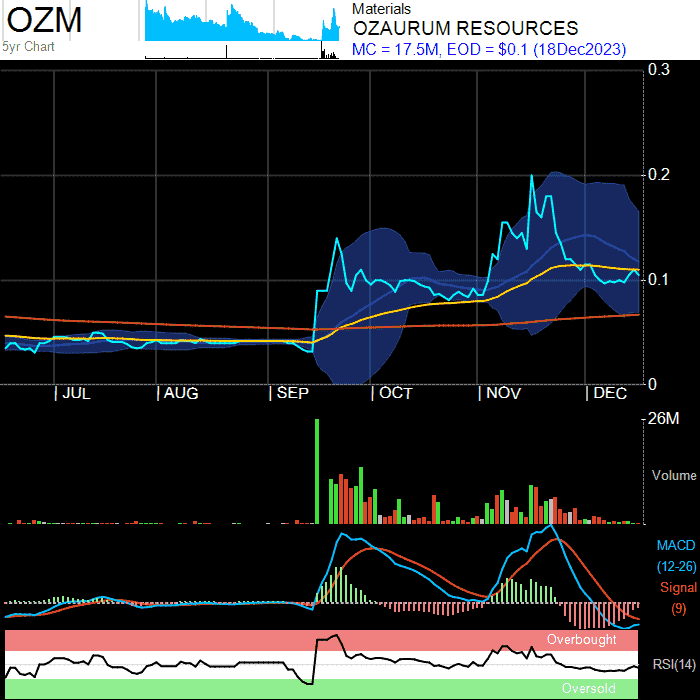 OZM
5yr Chart
Materials
OZAURUM RESOURCES
MC = 17.5M, EOD = $0.1 (18Dec2023)
0.3
0.2
0.1
0
JUL AUG SEP OCT NOV DEC
26M
Volume
MACD
(12-26)
Signal
(9)
Overbought
RSI(14)
Oversold